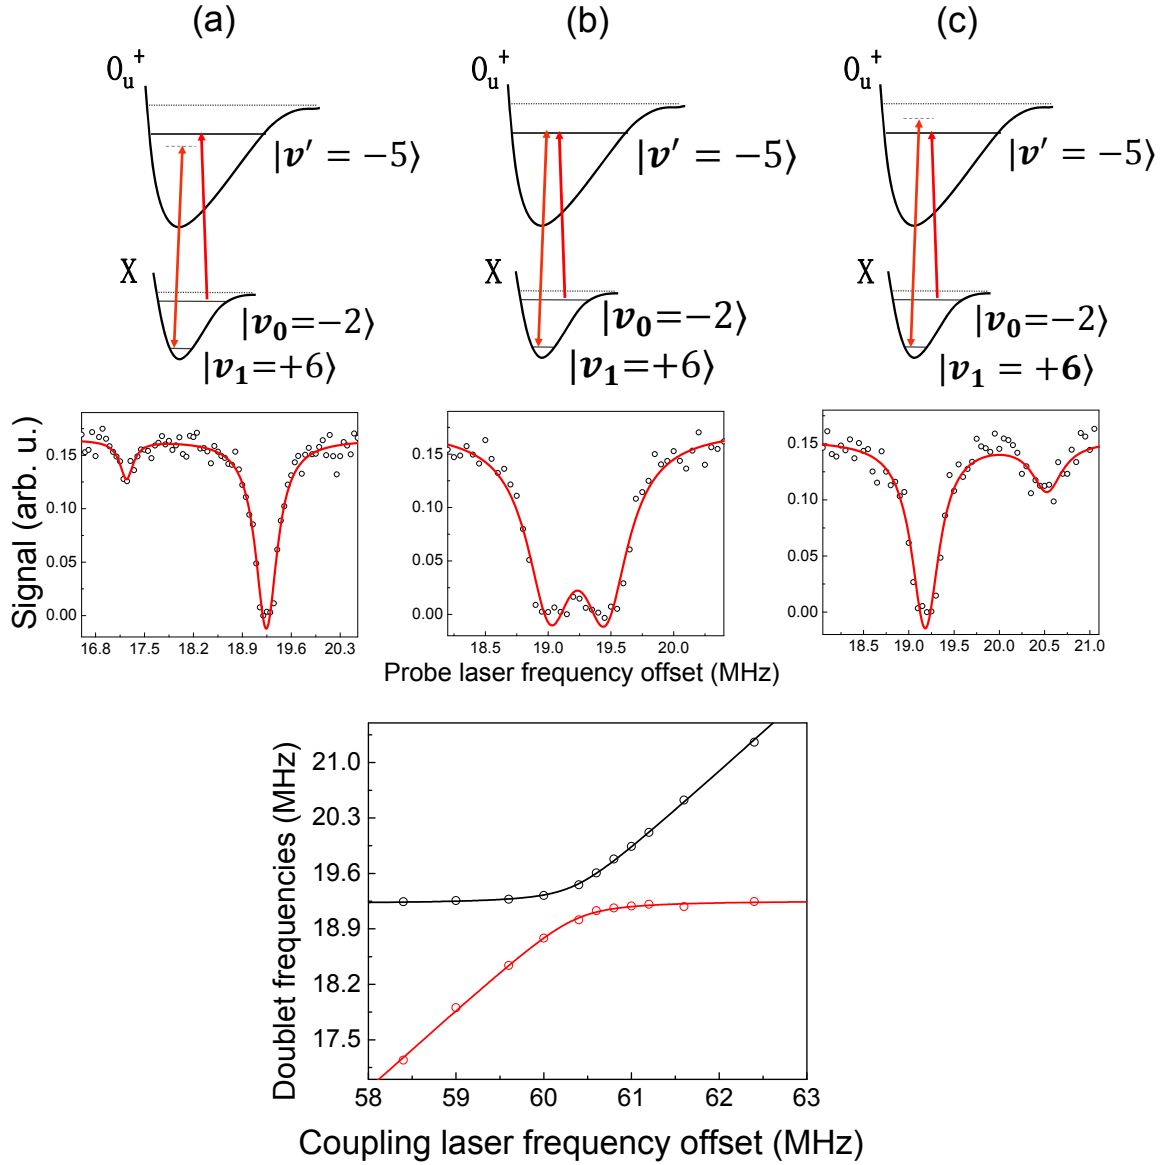 (a) (b) (c)
0u+ 0u+ 0u+
|v' = −5⟩ |v' = −5⟩ |v' = −5⟩
X X X
|v0=−2⟩ |v0=−2⟩ |v0=−2⟩
|v1=+6⟩ |v1=+6⟩ |v1 = +6⟩
Signal (arb. u.)
0.15 0.15 0.15
0.10 0.10 0.10
0.05 0.05 0.05
0.00 0.00 0.00
16.8 17.5 18.2 18.9 19.6 20.3
18.5 19.0 19.5 20.0
18.5 19.0 19.5 20.0 20.5 21.0
Probe laser frequency offset (MHz)
Doublet frequencies (MHz)
21.0
20.3
19.6
18.9
18.2
17.5
58 59 60 61 62 63
Coupling laser frequency offset (MHz)